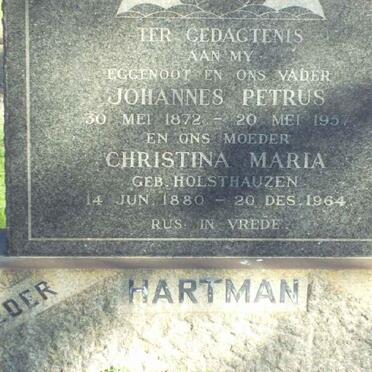 TER GEDAGTENIS
AAN MY
EGGENOOT EN ONS VADER
JOHANNES PETRUS
30 MEI 1872 - 20 MEI 1957
EN ONS MOEDER
CHRISTINA MARIA
GEB. HOLSTHAUZEN
14 JUN. 1880 - 20 DES. 1964
RUS IN VREDE.
HARTMAN